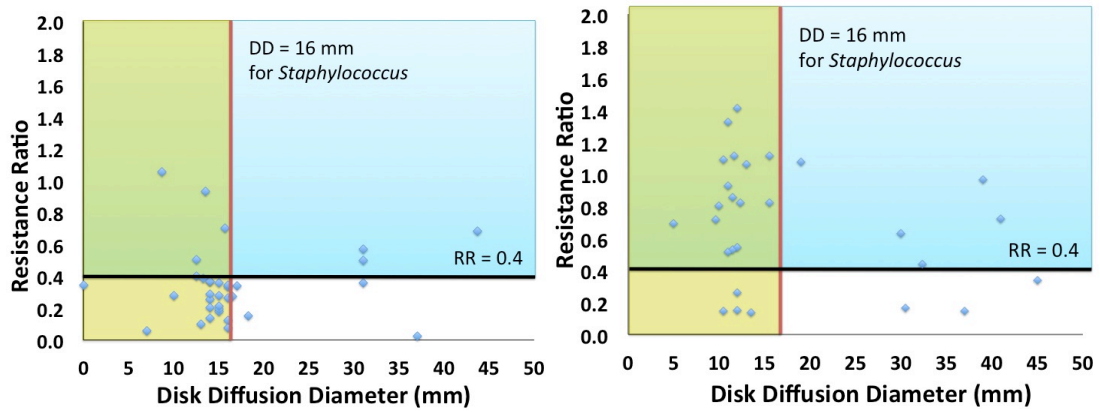 2.0
1.8
1.6
1.4
1.2
1.0
0.8
0.6
0.4
0.2
0.0
Resistance Ratio
DD = 16 mm
for Staphylococcus
RR = 0.4
0 5 10 15 20 25 30 35 40 45 50
Disk Diffusion Diameter (mm)
2.0
1.8
1.6
1.4
1.2
1.0
0.8
0.6
0.4
0.2
0.0
Resistance Ratio
DD = 16 mm
for Staphylococcus
RR = 0.4
0 5 10 15 20 25 30 35 40 45 50
Disk Diffusion Diameter (mm)